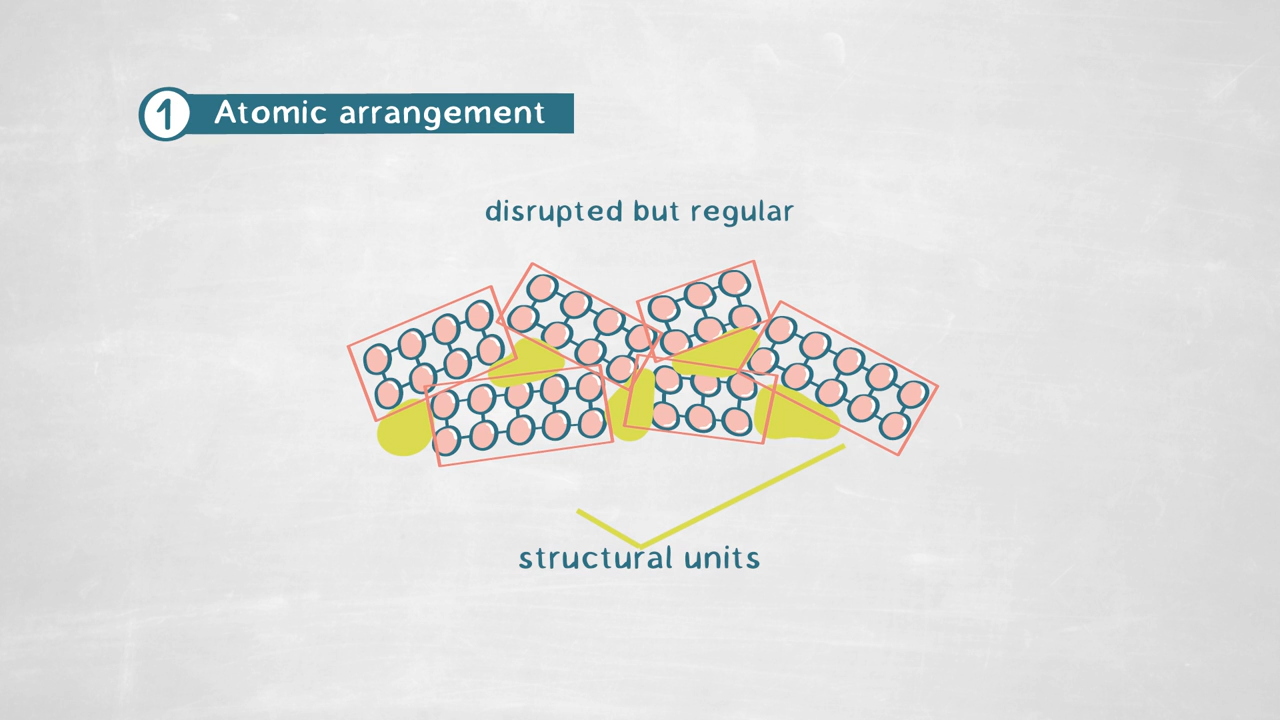 1 Atomic arrangement
disrupted but regular
structural units